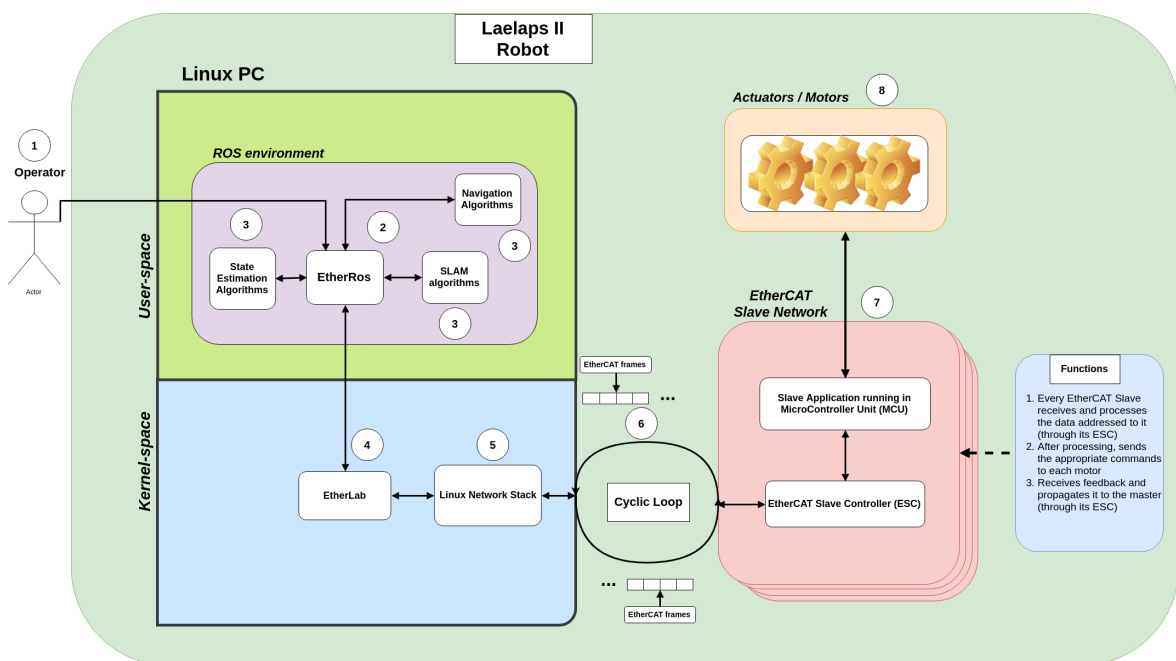 Laelaps II
Robot
Linux PC
8
Actuators / Motors
1
Operator
ROS environment
Navigation
Algorithms
3
2
3
State
Estimation
Algorithms
EtherRos
SLAM
algorithms
3
User-space
Actor
EtherCAT
Slave Network
7
EtherCAT frames
...
6
Functions
1. Every EtherCAT Slave
receives and processes
the data addressed to it
(through its ESC)
2. After processing, sends
the appropriate commands
to each motor
3. Receives feedback and
propagates it to the master
(through its ESC)
Slave Application running in
MicroController Unit (MCU)
Kernel-space
4
5
EtherLab
Linux Network Stack
Cyclic Loop
EtherCAT Slave Controller (ESC)
...
EtherCAT frames